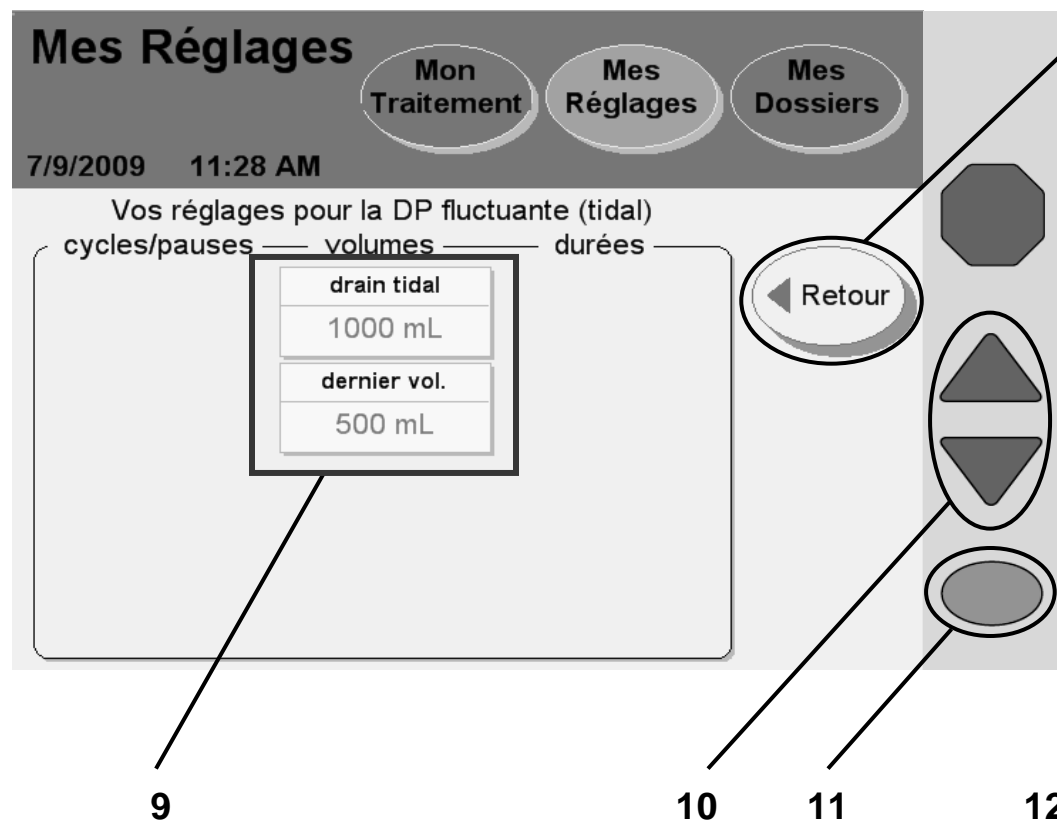 Mes Réglages
Mon
Traitement
Mes
Réglages
Mes
Dossiers
7/9/2009 11:28 AM
Vos réglages pour la DP fluctuante (tidal)
cycles/pauses volumes durées
drain tidal
1000 mL
dernier vol.
500 mL
Retour
9 10 11 12